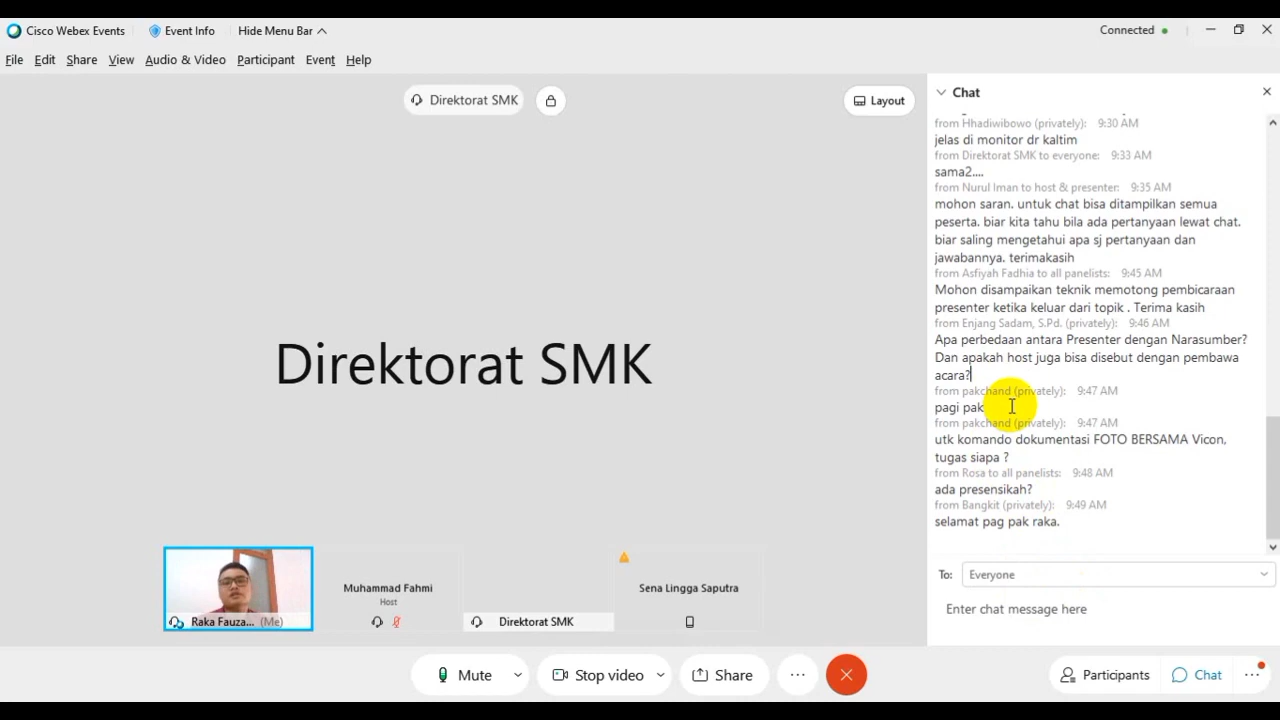 Cisco Webex Events
Event Info
Hide Menu Bar
Connected
File Edit Share View Audio & Video Participant Event Help
Direktorat SMK
Layout
Direktorat SMK
Raka Fauza... (Me)
Muhammad Fahmi
Host
Direktorat SMK
Sena Lingga Saputra
Chat
from Hhadiwibowo (privately): 9:30 AM
jelas di monitor dr kaltim
from Direktorat SMK to everyone: 9:33 AM
sama2....
from Nurul Iman to host & presenter: 9:35 AM
mohon saran. untuk chat bisa ditampilkan semua
peserta. biar kita tahu bila ada pertanyaan lewat chat.
biar saling mengetahui apa sj pertanyaan dan
jawabannya. terimakasih
from Asfiyah Fadhia to all panelists: 9:45 AM
Mohon disampaikan teknik memotong pembicaraan
presenter ketika keluar dari topik . Terima kasih
from Enjang Sadam, S.Pd. (privately): 9:46 AM
Apa perbedaan antara Presenter dengan Narasumber?
Dan apakah host juga bisa disebut dengan pembawa
acara?
from pakchand (privately): 9:47 AM
pagi pak
from pakchand (privately): 9:47 AM
utk komando dokumentasi FOTO BERSAMA Vicon,
tugas siapa ?
from Rosa to all panelists: 9:48 AM
ada presensikah?
from Bangkit (privately): 9:49 AM
selamat pag pak raka.
To: Everyone
Enter chat message here
Mute
Stop video
Share
Participants
Chat